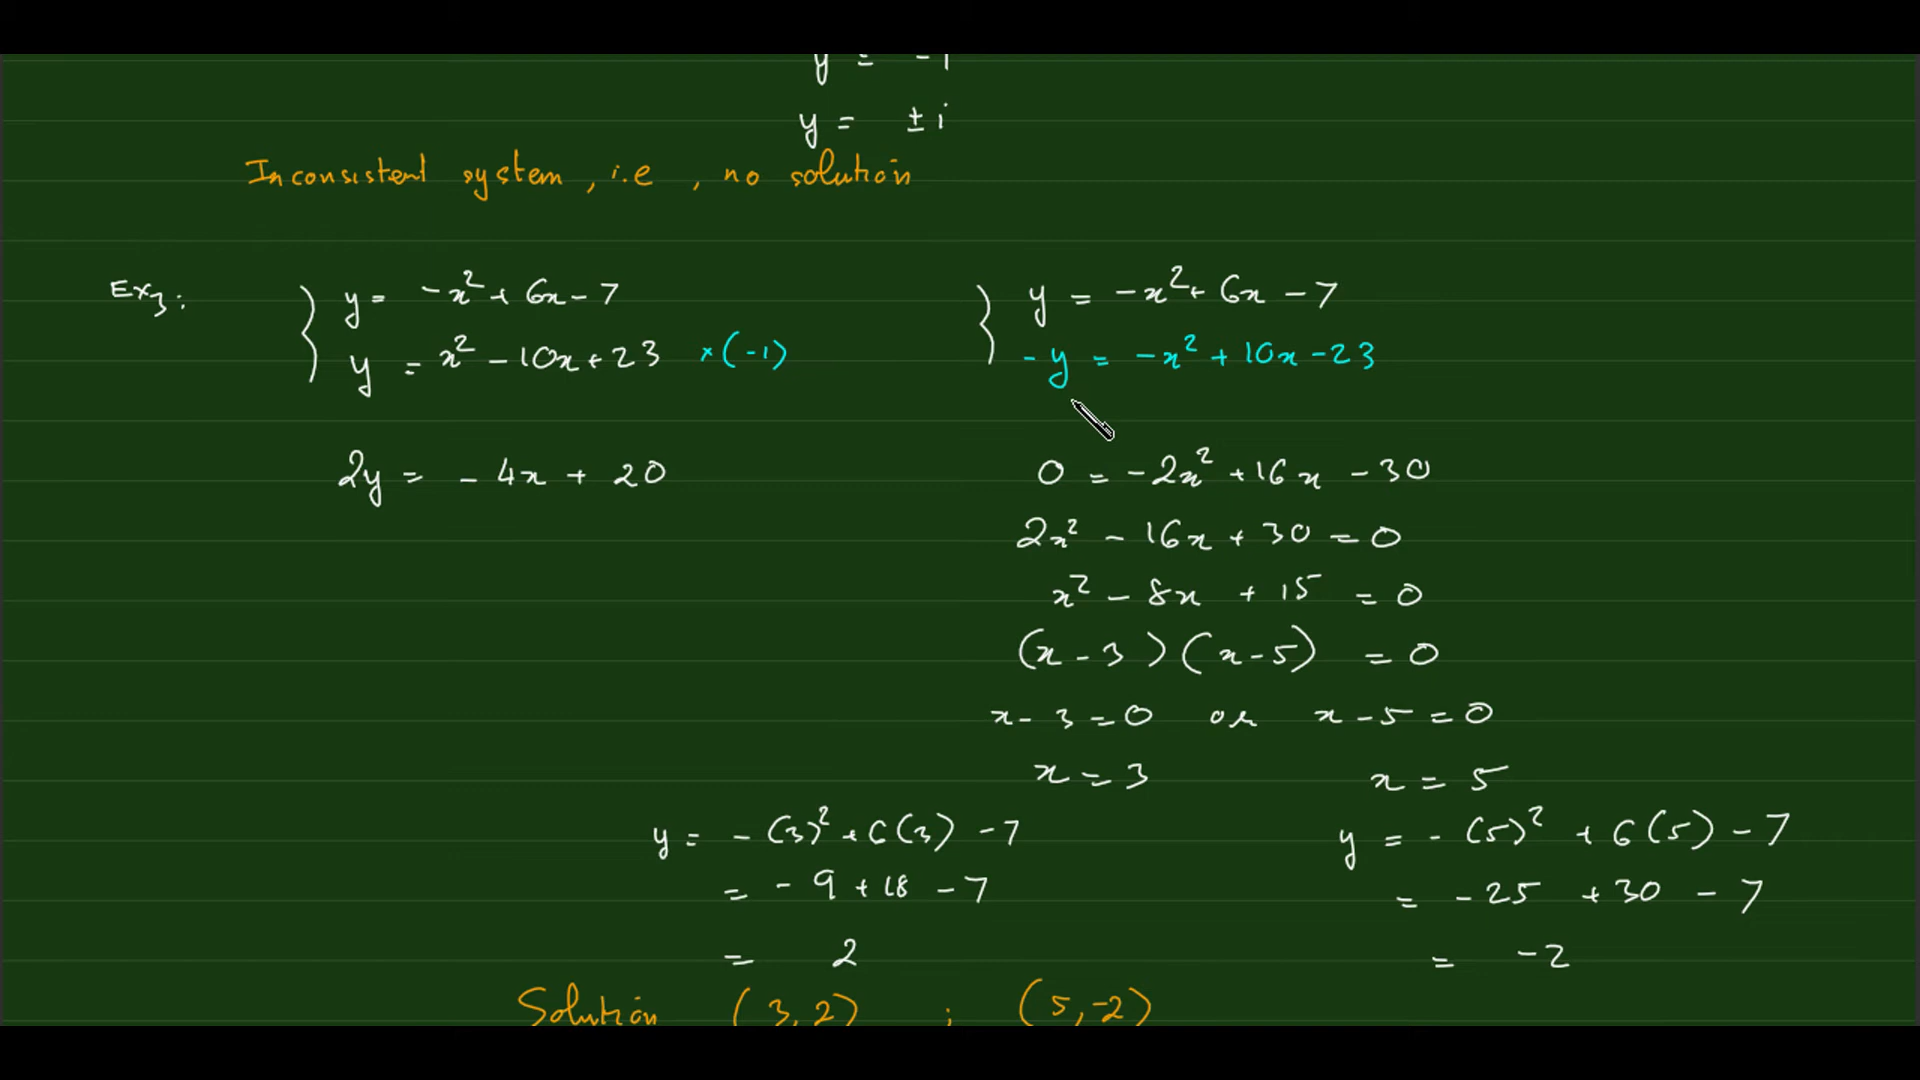 y = -1
y = ± i
Inconsistent system, i.e, no solution
Ex3:
y = -x² + 6x - 7
y = x² - 10x + 23 × (-1)
2y = - 4x + 20
y = -x² + 6x - 7
-y = -x² + 10x - 23
0 = -2x² + 16x - 30
2x² - 16x + 30 = 0
x² - 8x + 15 = 0
(x - 3)(x - 5) = 0
x - 3 = 0 or x - 5 = 0
x = 3 x = 5
y = - (3)² + 6(3) - 7
= - 9 + 18 - 7
= 2
y = - (5)² + 6(5) - 7
= - 25 + 30 - 7
= -2
Solution (3, 2) ; (5, -2)